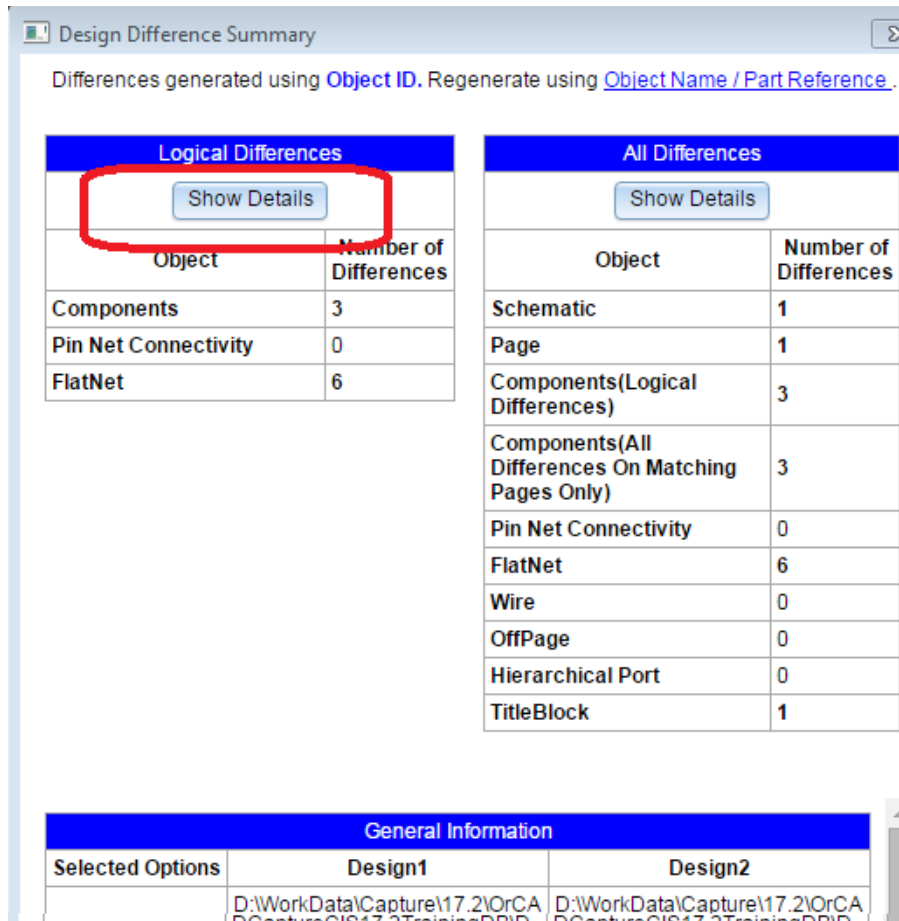 Design Difference Summary
Differences generated using Object ID. Regenerate using Object Name / Part Reference .
Logical Differences
Show Details
Object
Number of
Differences
Components 3
Pin Net Connectivity 0
FlatNet 6
All Differences
Show Details
Object
Number of
Differences
Schematic 1
Page 1
Components(Logical
Differences) 3
Components(All
Differences On Matching
Pages Only) 3
Pin Net Connectivity 0
FlatNet 6
Wire 0
OffPage 0
Hierarchical Port 0
TitleBlock 1
General Information
Selected Options Design1 Design2
D:\WorkData\Capture\17.2\OrCA D:\WorkData\Capture\17.2\OrCA
DCaptureCIS17.2TrainingDB\D DCaptureCIS17.2TrainingDB\D